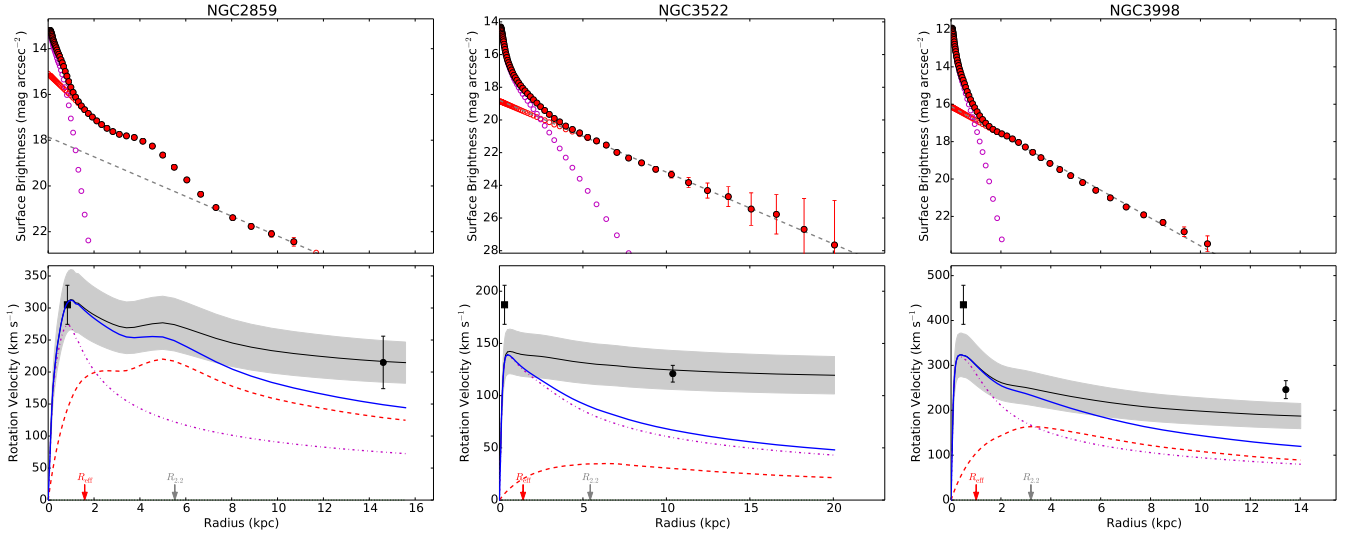 NGC2859
NGC3522
NGC3998
Surface Brightness (mag arcsec⁻²)
14
16
18
20
22
Surface Brightness (mag arcsec⁻²)
14
16
18
20
22
24
26
28
Surface Brightness (mag arcsec⁻²)
12
14
16
18
20
22
Rotation Velocity (km s⁻¹)
350
300
250
200
150
100
50
0
R_eff
R_2.2
0 2 4 6 8 10 12 14 16
Radius (kpc)
Rotation Velocity (km s⁻¹)
200
150
100
50
0
R_eff
R_2.2
0 5 10 15 20
Radius (kpc)
Rotation Velocity (km s⁻¹)
500
400
300
200
100
0
R_eff
R_2.2
0 2 4 6 8 10 12 14
Radius (kpc)